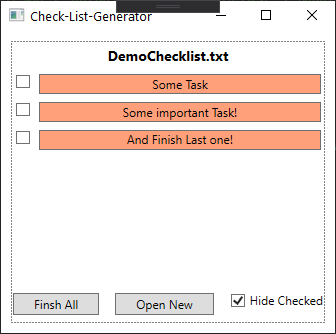 Check-List-Generator
DemoChecklist.txt
Some Task
Some important Task!
And Finish Last one!
Finsh All
Open New
Hide Checked